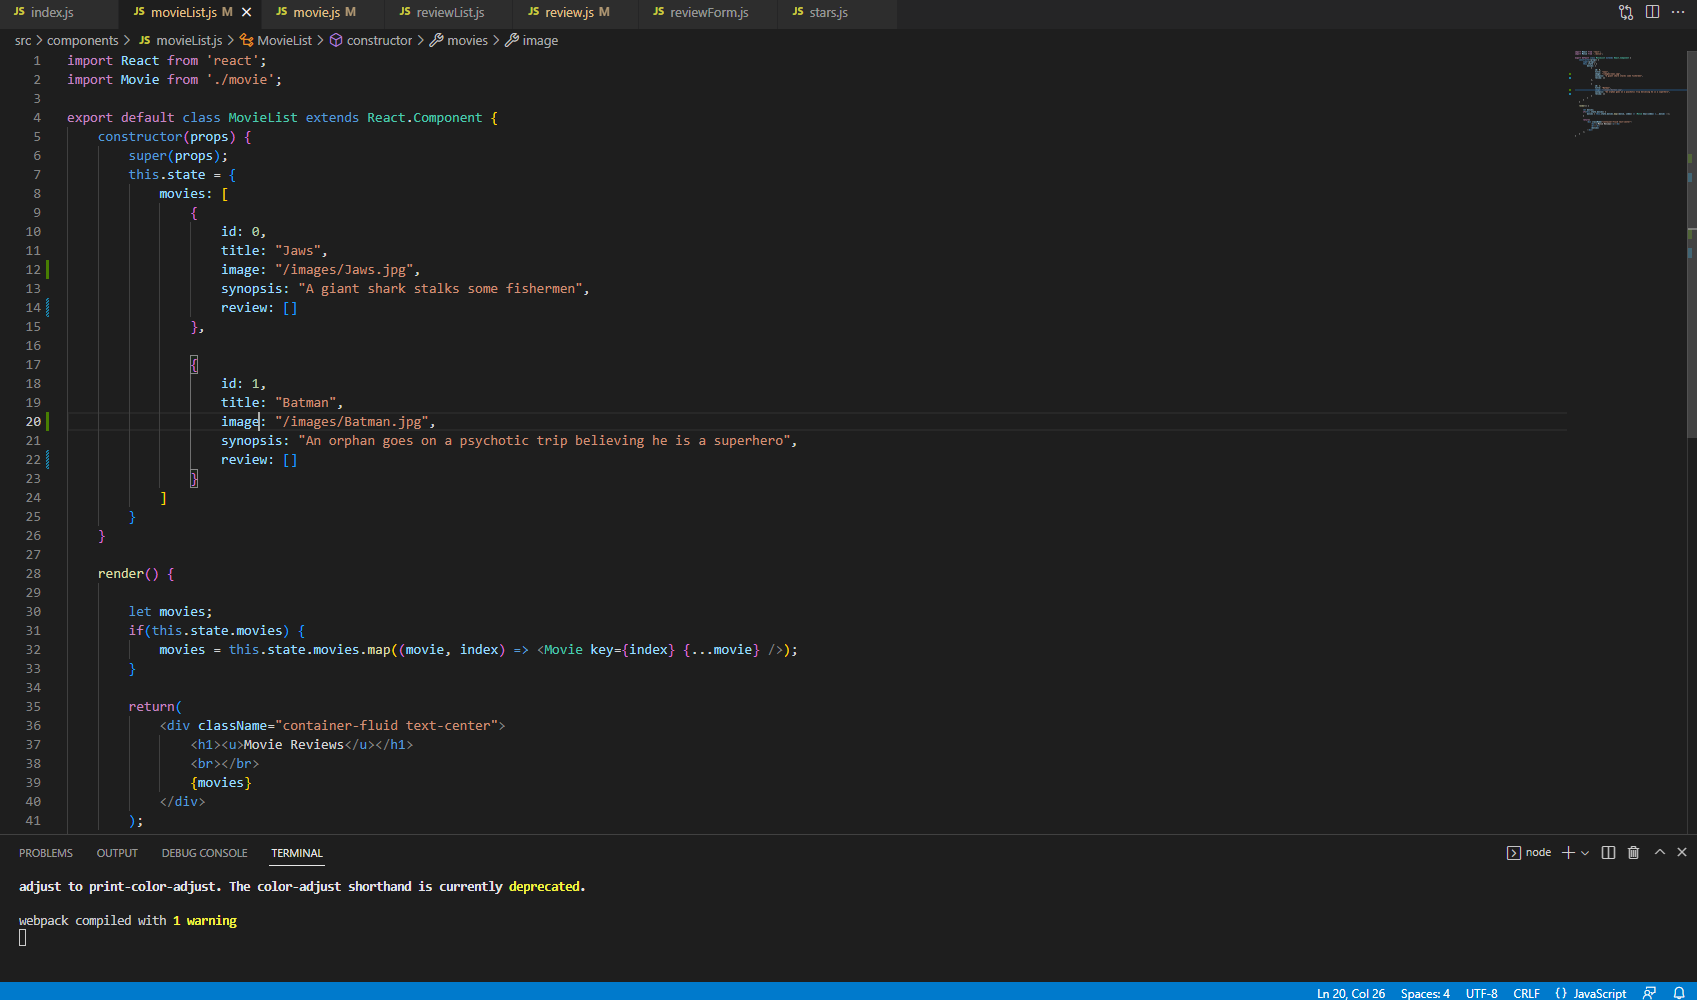 JS index.js JS movieList.js M JS movie.js M JS reviewList.js JS review.js M JS reviewForm.js JS stars.js
src > components > JS movieList.js > MovieList > constructor > movies > image
1 import React from 'react';
2 import Movie from './movie';
3
4 export default class MovieList extends React.Component {
5 constructor(props) {
6 super(props);
7 this.state = {
8 movies: [
9 {
10 id: 0,
11 title: "Jaws",
12 image: "/images/Jaws.jpg",
13 synopsis: "A giant shark stalks some fishermen",
14 review: []
15 },
16
17 {
18 id: 1,
19 title: "Batman",
20 image: "/images/Batman.jpg",
21 synopsis: "An orphan goes on a psychotic trip believing he is a superhero",
22 review: []
23 }
24 ]
25 }
26 }
27
28 render() {
29
30 let movies;
31 if(this.state.movies) {
32 movies = this.state.movies.map((movie, index) => <Movie key={index} {...movie} />);
33 }
34
35 return(
36 <div className="container-fluid text-center">
37 <h1><u>Movie Reviews</u></h1>
38 <br></br>
39 {movies}
40 </div>
41 );
PROBLEMS OUTPUT DEBUG CONSOLE TERMINAL node
adjust to print-color-adjust. The color-adjust shorthand is currently deprecated.
webpack compiled with 1 warning
Ln 20, Col 26 Spaces: 4 UTF-8 CRLF {} JavaScript